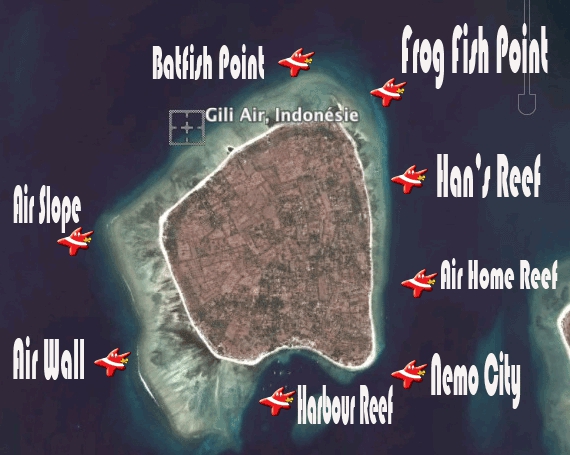 Batfish Point
Frog Fish Point
Gili Air, Indonésie
Han's Reef
Air Slope
Air Home Reef
Air Wall
Nemo City
Harbour Reef